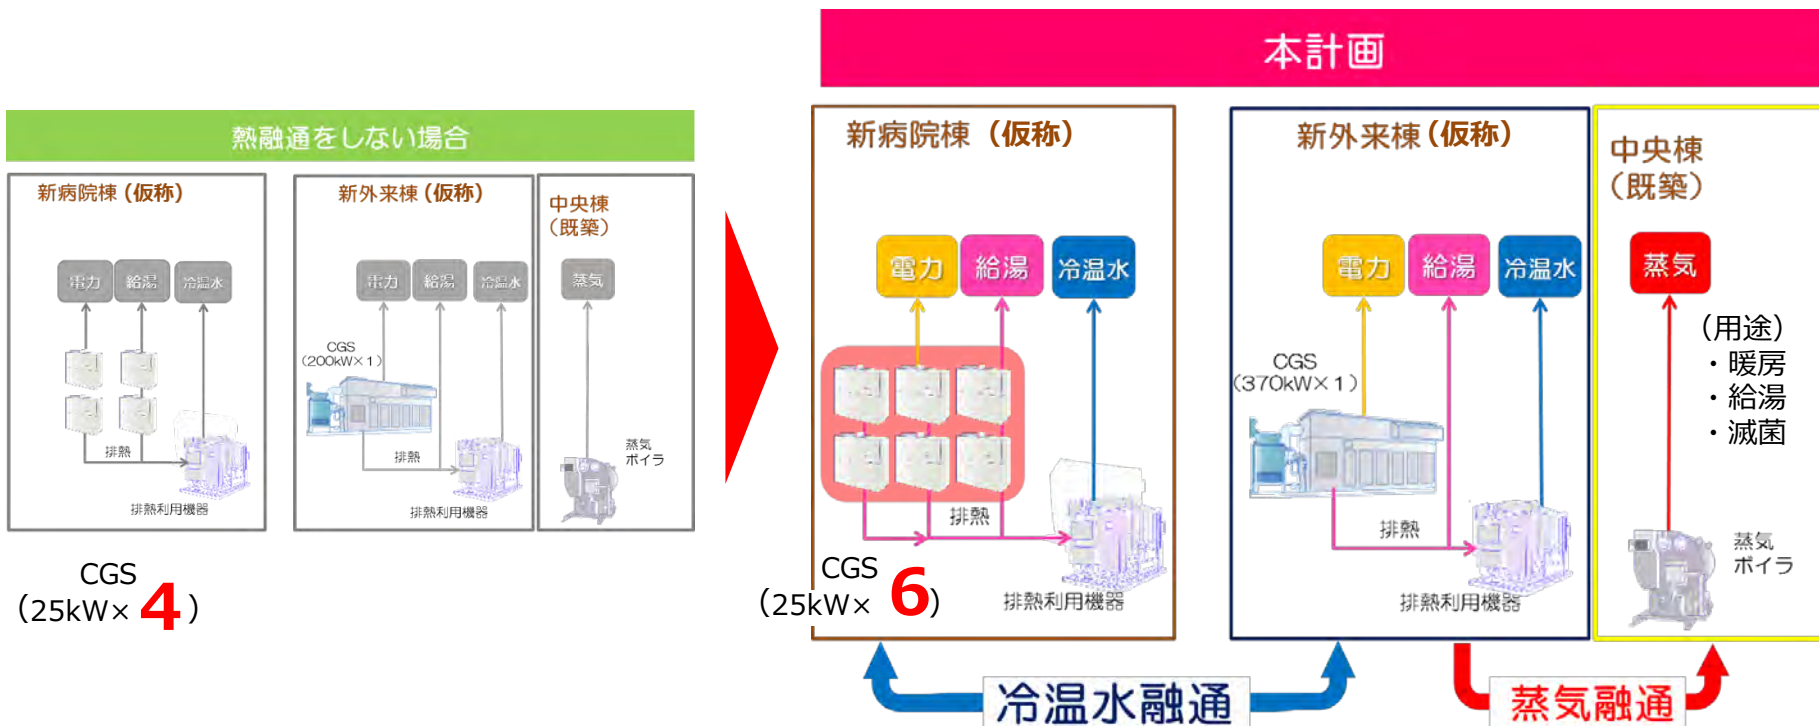 熱融通をしない場合
新病院棟（仮称）
電力
給湯
冷温水
排熱
排熱利用機器
CGS
（25kW×4）
新外来棟（仮称）
電力
給湯
冷温水
CGS
（200kW×1）
排熱
排熱利用機器
中央棟
（既築）
蒸気
蒸気
ボイラ
本計画
新病院棟（仮称）
電力
給湯
冷温水
排熱
CGS
（25kW×6）
排熱利用機器
新外来棟（仮称）
電力
給湯
冷温水
CGS
（370kW×1）
排熱
排熱利用機器
中央棟
（既築）
蒸気
（用途）
・暖房
・給湯
・滅菌
蒸気
ボイラ
冷温水融通
蒸気融通